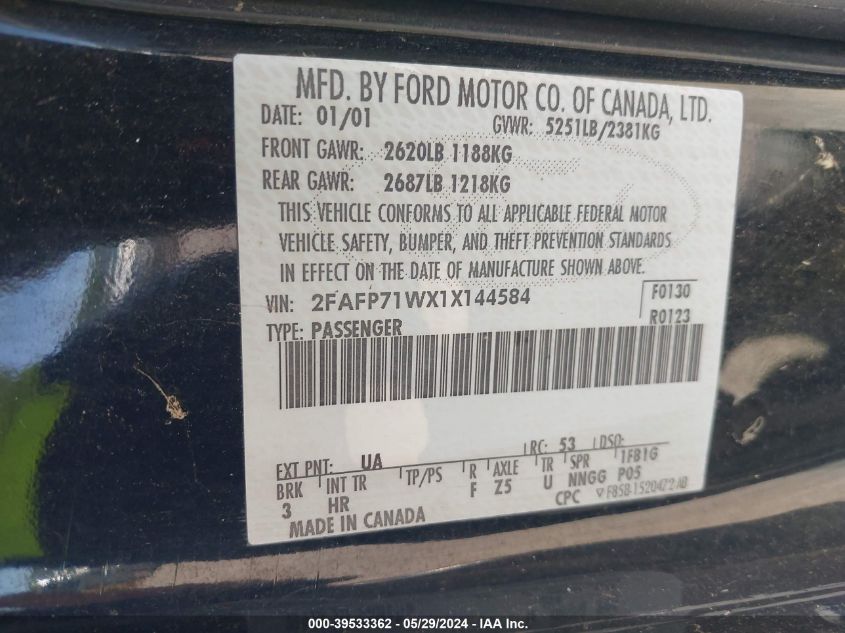 MFD. BY FORD MOTOR CO. OF CANADA, LTD.
DATE: 01/01 GVWR: 5251LB/2381KG
FRONT GAWR: 2620LB 1188KG
REAR GAWR: 2687LB 1218KG
THIS VEHICLE CONFORMS TO ALL APPLICABLE FEDERAL MOTOR
VEHICLE SAFETY, BUMPER, AND THEFT PREVENTION STANDARDS
IN EFFECT ON THE DATE OF MANUFACTURE SHOWN ABOVE.
VIN: 2FAFP71WX1X144584 F0130
TYPE: PASSENGER R0123
EXT PNT: UA RC: 53 DSO:
BRK INT TR TP/PS R AXLE TR SPR 1FB1G
3 HR F Z5 U NNGG P05
MADE IN CANADA CPC F85B-1520472-AB
000-39533362 - 05/29/2024 - IAA Inc.